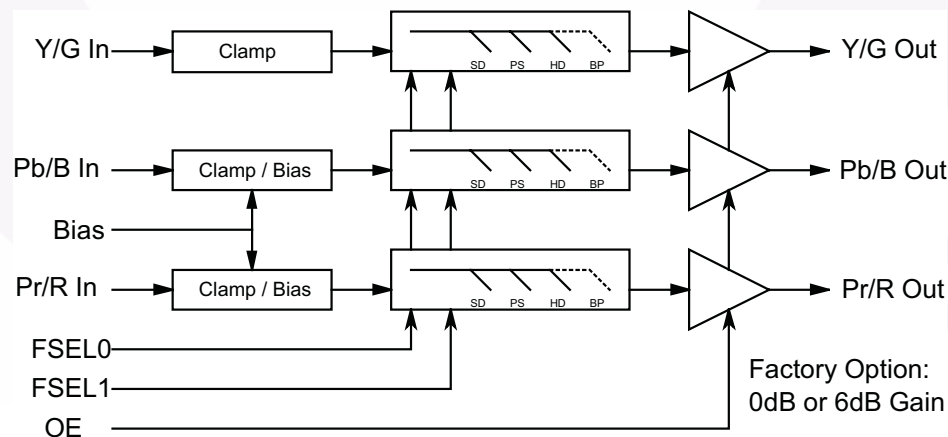 Y/G In
Clamp
SD PS HD BP
Y/G Out
Pb/B In
Clamp / Bias
SD PS HD BP
Pb/B Out
Bias
Pr/R In
Clamp / Bias
SD PS HD BP
Pr/R Out
FSEL0
FSEL1
OE
Factory Option:
0dB or 6dB Gain